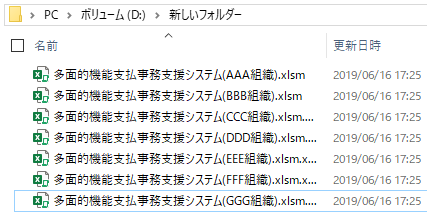 PC › ボリューム (D:) › 新しいフォルダー
名前 更新日時
多面的機能支払事務支援システム(AAA組織).xlsm 2019/06/16 17:25
多面的機能支払事務支援システム(BBB組織).xlsm 2019/06/16 17:25
多面的機能支払事務支援システム(CCC組織).xlsm.... 2019/06/16 17:25
多面的機能支払事務支援システム(DDD組織).xlsm.... 2019/06/16 17:25
多面的機能支払事務支援システム(EEE組織).xlsm.x... 2019/06/16 17:25
多面的機能支払事務支援システム(FFF組織).xlsm.x... 2019/06/16 17:25
多面的機能支払事務支援システム(GGG組織).xlsm.... 2019/06/16 17:25